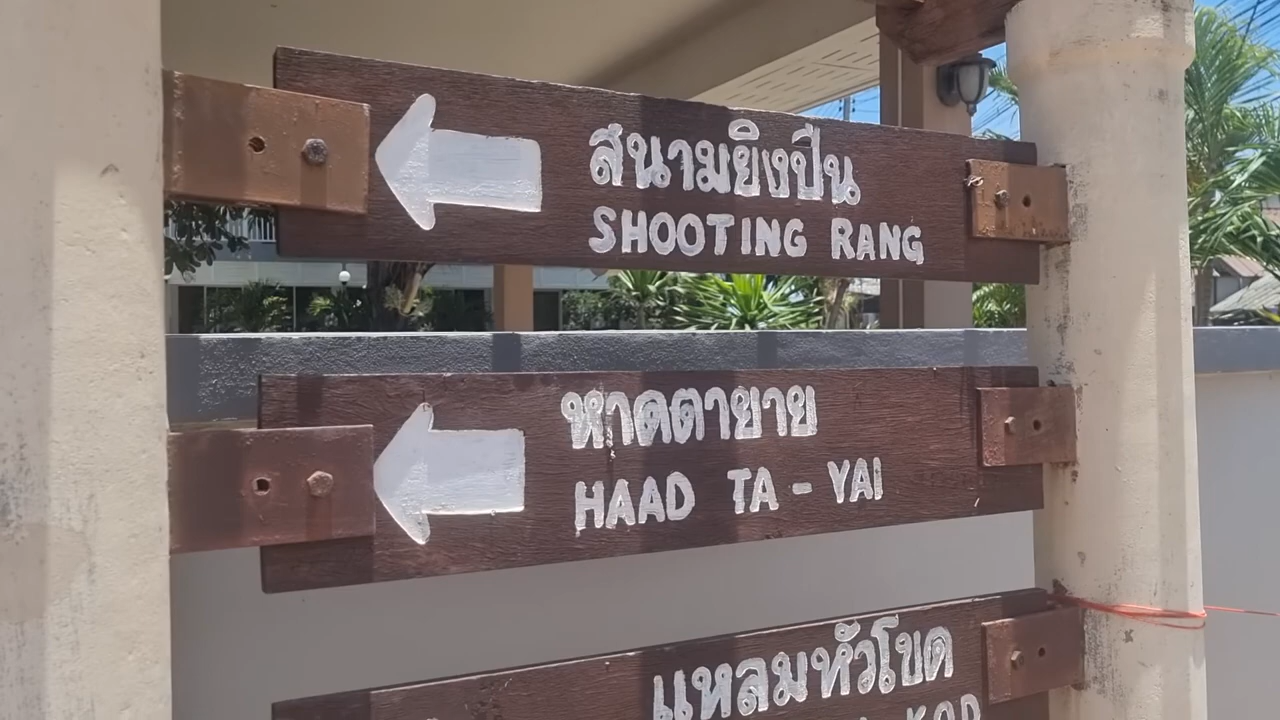 สนามยิงปืน
SHOOTING RANG
หาดตายาย
HAAD TA - YAI
แหลมหัวโขด
KOD